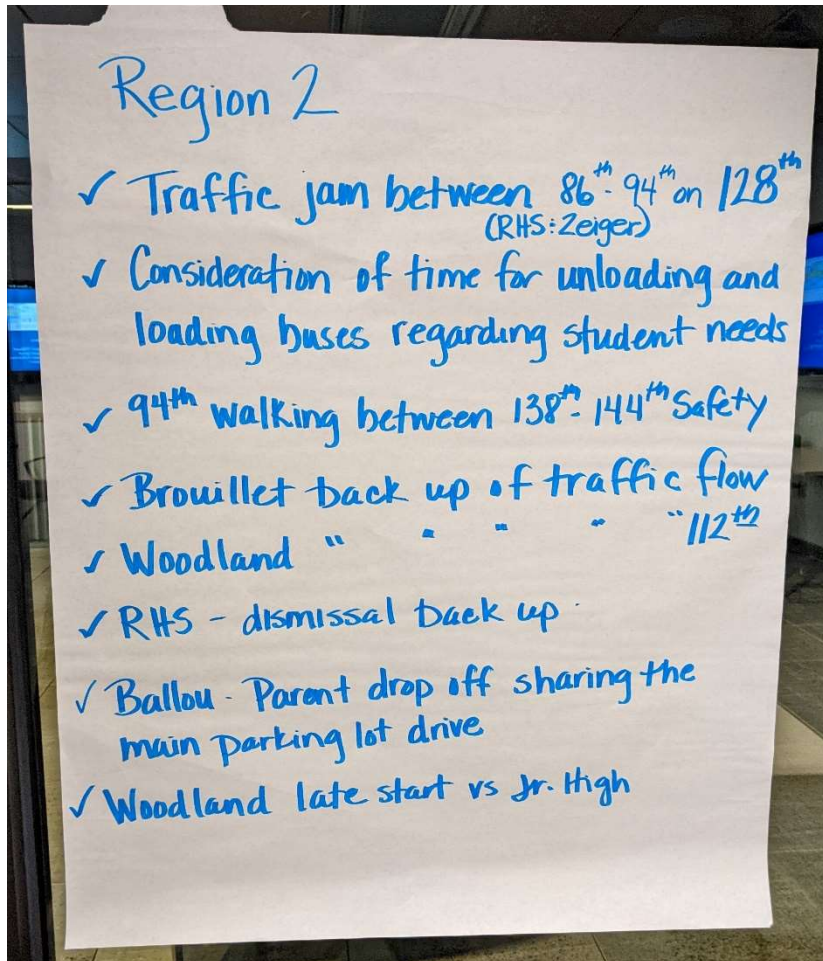 Region 2
✓ Traffic jam between 86th - 94th on 128th
(RHS: Zeiger)
✓ Consideration of time for unloading and
loading buses regarding student needs
✓ 94th walking between 138th - 144th Safety
✓ Brouillet back up of traffic flow
✓ Woodland " " " " " 112th
✓ RHS - dismissal back up
✓ Ballou - Parent drop off sharing the
main parking lot drive
✓ Woodland late start vs Jr. High